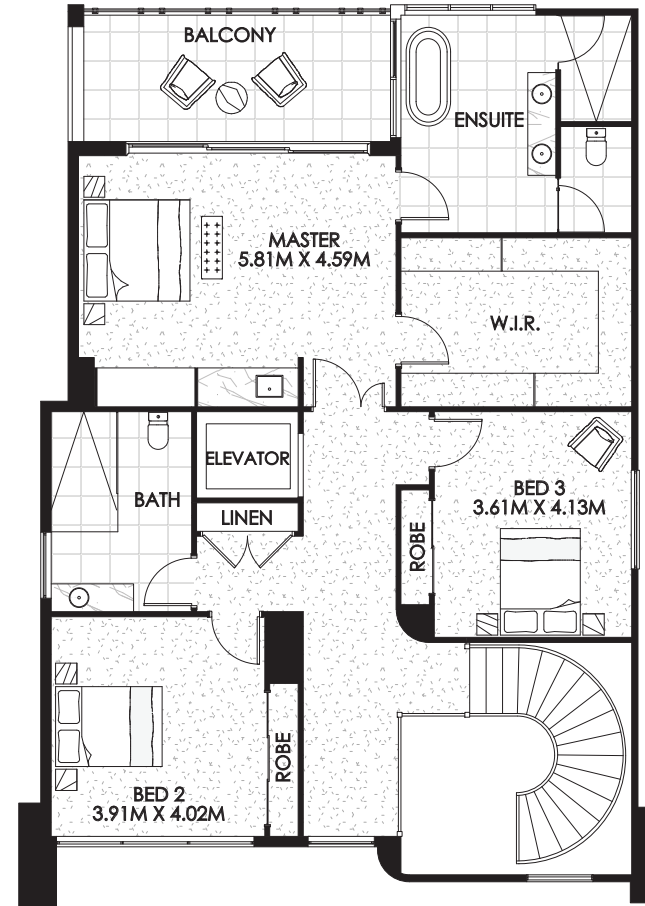 BALCONY
ENSUITE
MASTER
5.81M X 4.59M
W.I.R.
ELEVATOR
BATH
LINEN
BED 3
3.61M X 4.13M
ROBE
ROBE
BED 2
3.91M X 4.02M